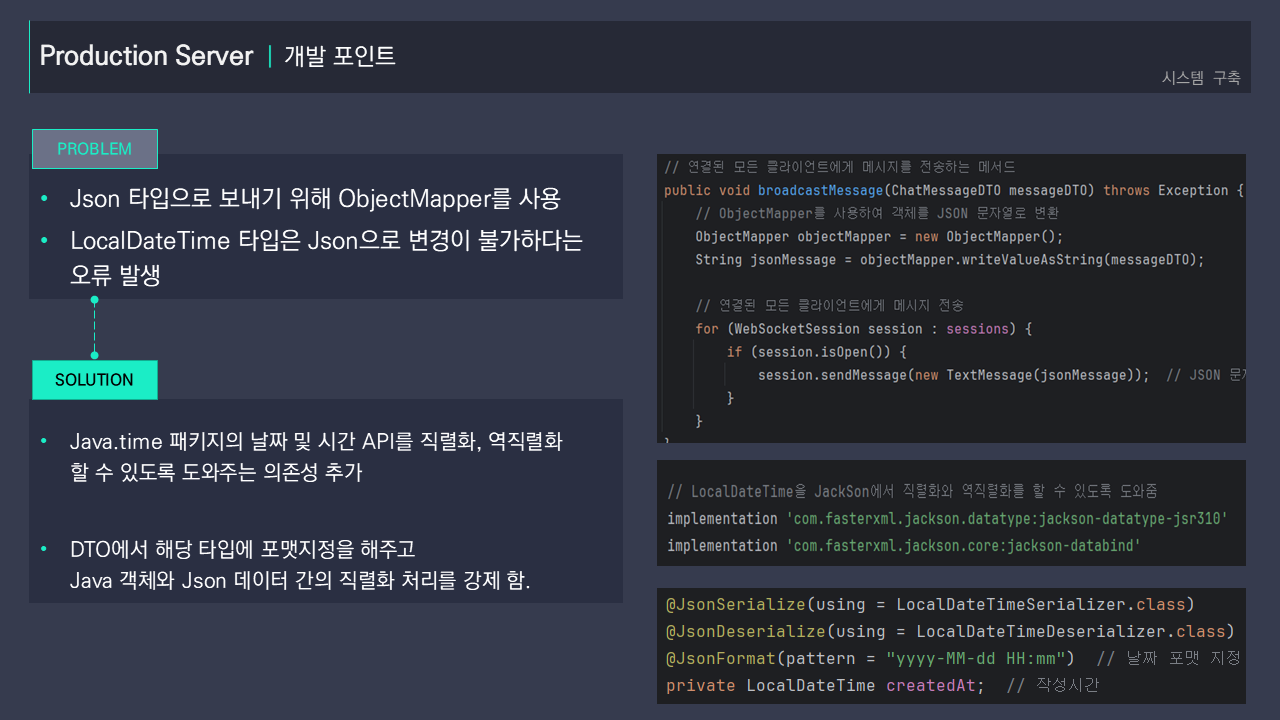 Production Server | 개발 포인트
시스템 구축
PROBLEM
• Json 타입으로 보내기 위해 ObjectMapper를 사용
• LocalDateTime 타입은 Json으로 변경이 불가하다는
오류 발생
SOLUTION
• Java.time 패키지의 날짜 및 시간 API를 직렬화, 역직렬화
할 수 있도록 도와주는 의존성 추가
• DTO에서 해당 타입에 포맷지정을 해주고
Java 객체와 Json 데이터 간의 직렬화 처리를 강제 함.
// 연결된 모든 클라이언트에게 메시지를 전송하는 메서드
public void broadcastMessage(ChatMessageDTO messageDTO) throws Exception {
// ObjectMapper를 사용하여 객체를 JSON 문자열로 변환
ObjectMapper objectMapper = new ObjectMapper();
String jsonMessage = objectMapper.writeValueAsString(messageDTO);
// 연결된 모든 클라이언트에게 메시지 전송
for (WebSocketSession session : sessions) {
if (session.isOpen()) {
session.sendMessage(new TextMessage(jsonMessage)); // JSON 문
}
}
}
// LocalDateTime을 JackSon에서 직렬화와 역직렬화를 할 수 있도록 도와줌
implementation 'com.fasterxml.jackson.datatype:jackson-datatype-jsr310'
implementation 'com.fasterxml.jackson.core:jackson-databind'
@JsonSerialize(using = LocalDateTimeSerializer.class)
@JsonDeserialize(using = LocalDateTimeDeserializer.class)
@JsonFormat(pattern = "yyyy-MM-dd HH:mm") // 날짜 포맷 지정
private LocalDateTime createdAt; // 작성시간